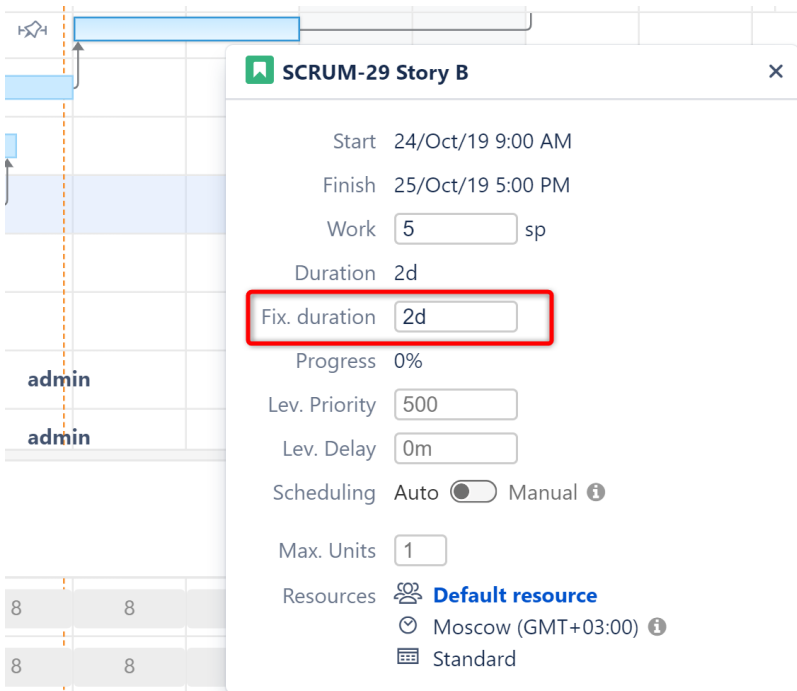 SCRUM-29 Story B
Start 24/Oct/19 9:00 AM
Finish 25/Oct/19 5:00 PM
Work 5 sp
Duration 2d
Fix. duration 2d
Progress 0%
admin
Lev. Priority 500
admin
Lev. Delay 0m
Scheduling Auto Manual
Max. Units 1
Resources Default resource
8 8
Moscow (GMT+03:00)
Standard
8 8